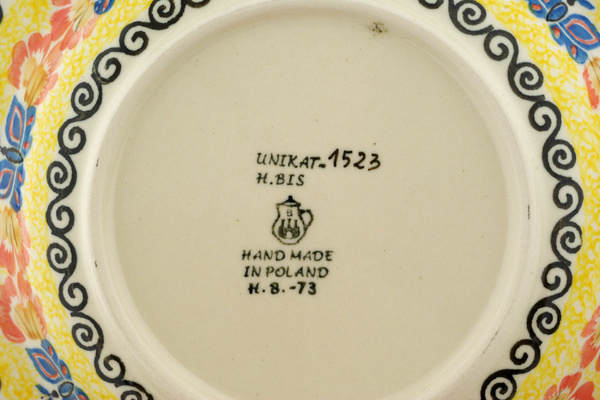 UNIKAT-1523
H.BIS
B
HAND MADE
IN POLAND
H.B.-73